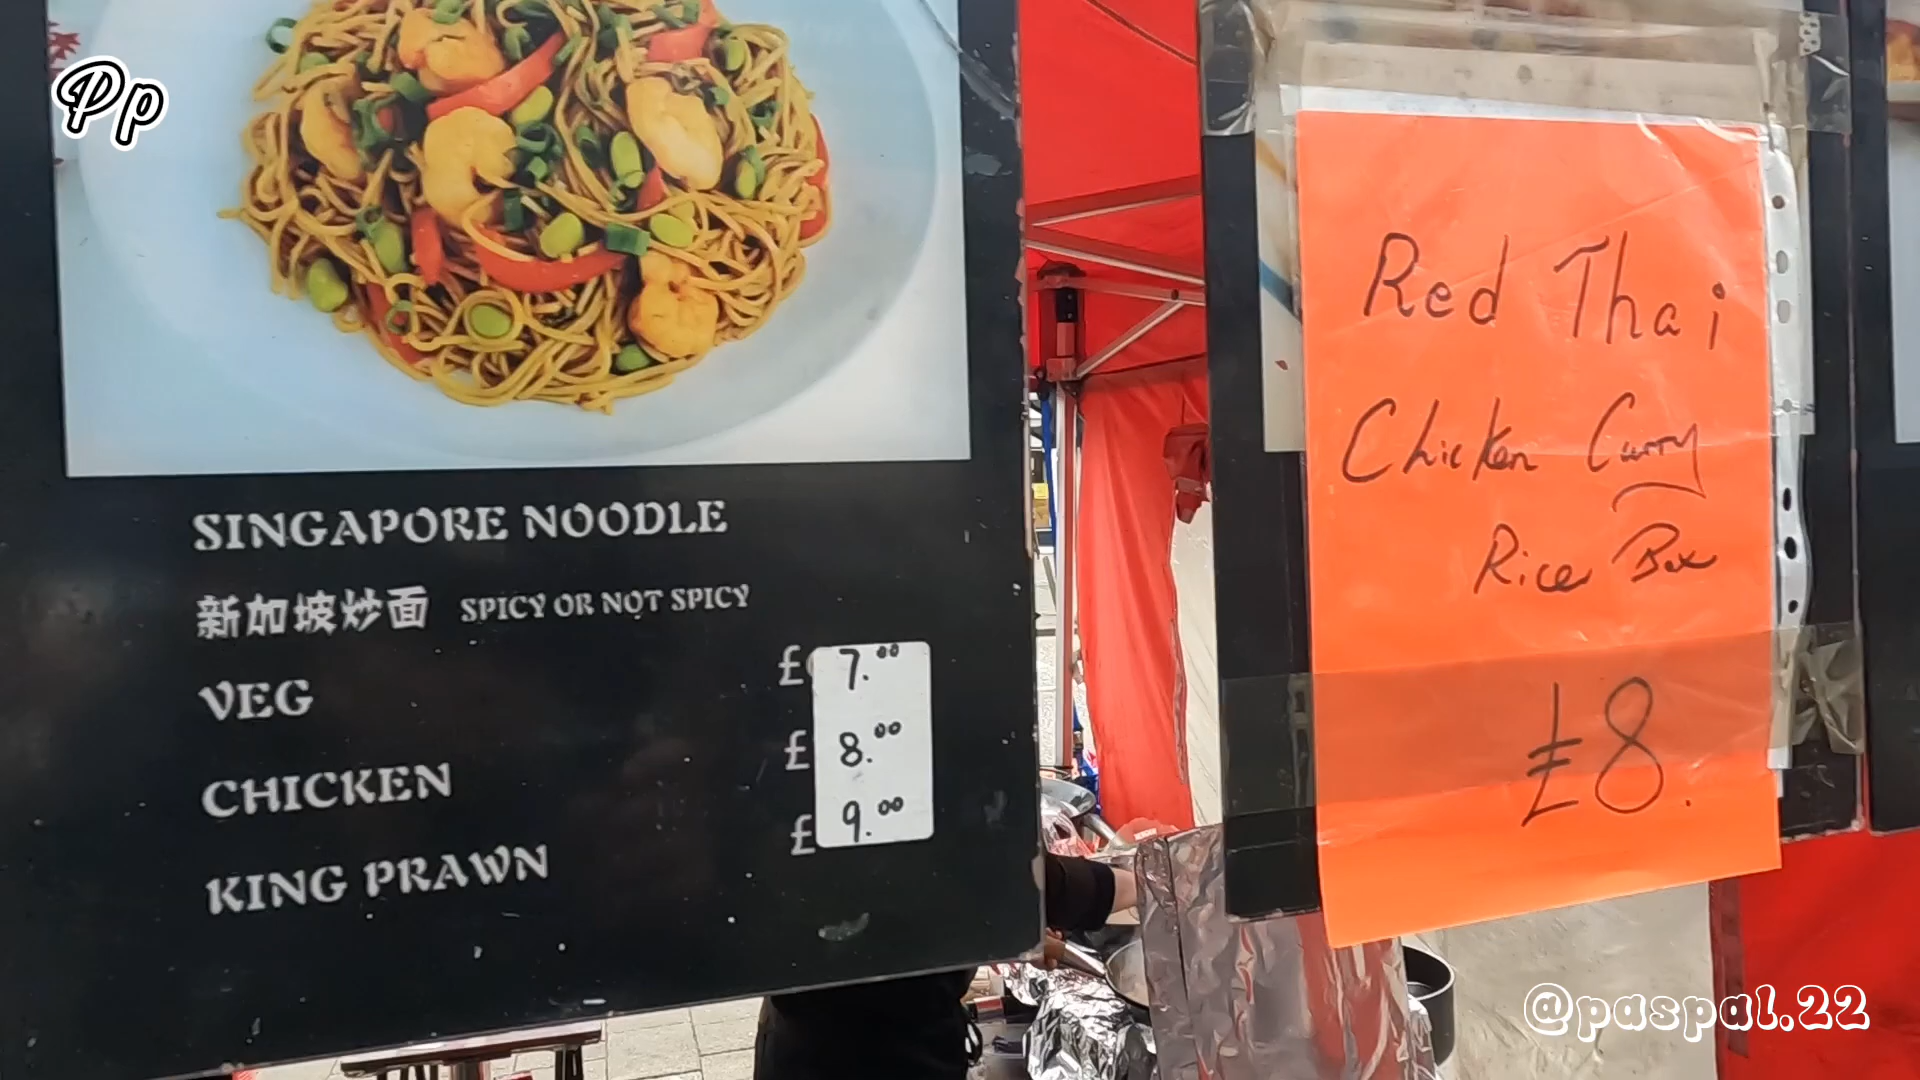 Pp
SINGAPORE NOODLE
新加坡炒面 SPICY OR NOT SPICY
VEG £7.00
CHICKEN £8.00
KING PRAWN £9.00
Red Thai
Chicken Curry
Rice Box
£8.
@paspal.22